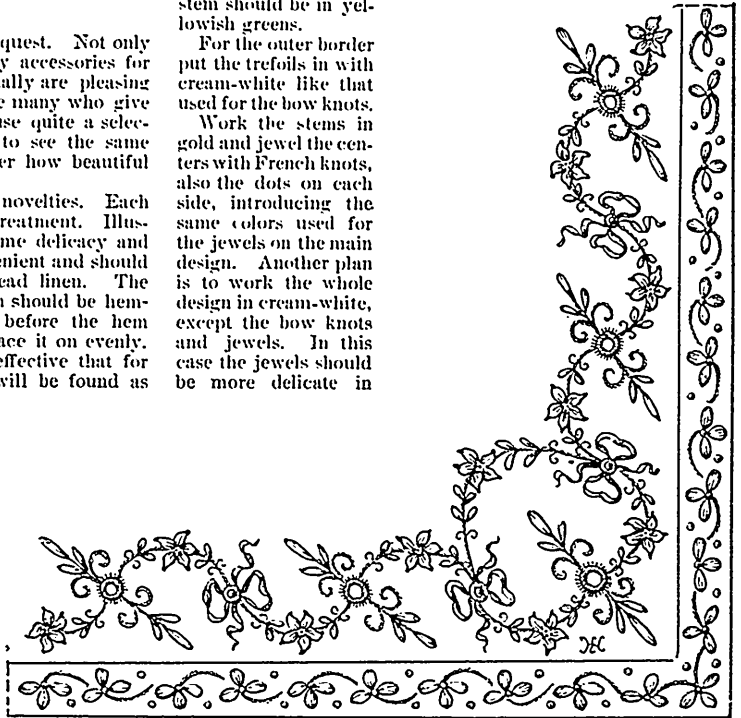 quest. Not only
y accessories for
ally are pleasing
e many who give
use quite a selec-
to see the same
er how beautiful
novelties. Each
reatment. Illus-
me delicacy and
enient and should
ead linen. The
n should be hem-
before the hem
ace it on evenly.
effective that for
will be found as
stem should be in yel-
lowish greens.
For the outer border
put the trefoils in with
cream-white like that
used for the bow knots.
Work the stems in
gold and jewel the cen-
ters with French knots,
also the dots on each
side, introducing the
same colors used for
the jewels on the main
design. Another plan
is to work the whole
design in cream-white,
except the bow knots
and jewels. In this
case the jewels should
be more delicate in